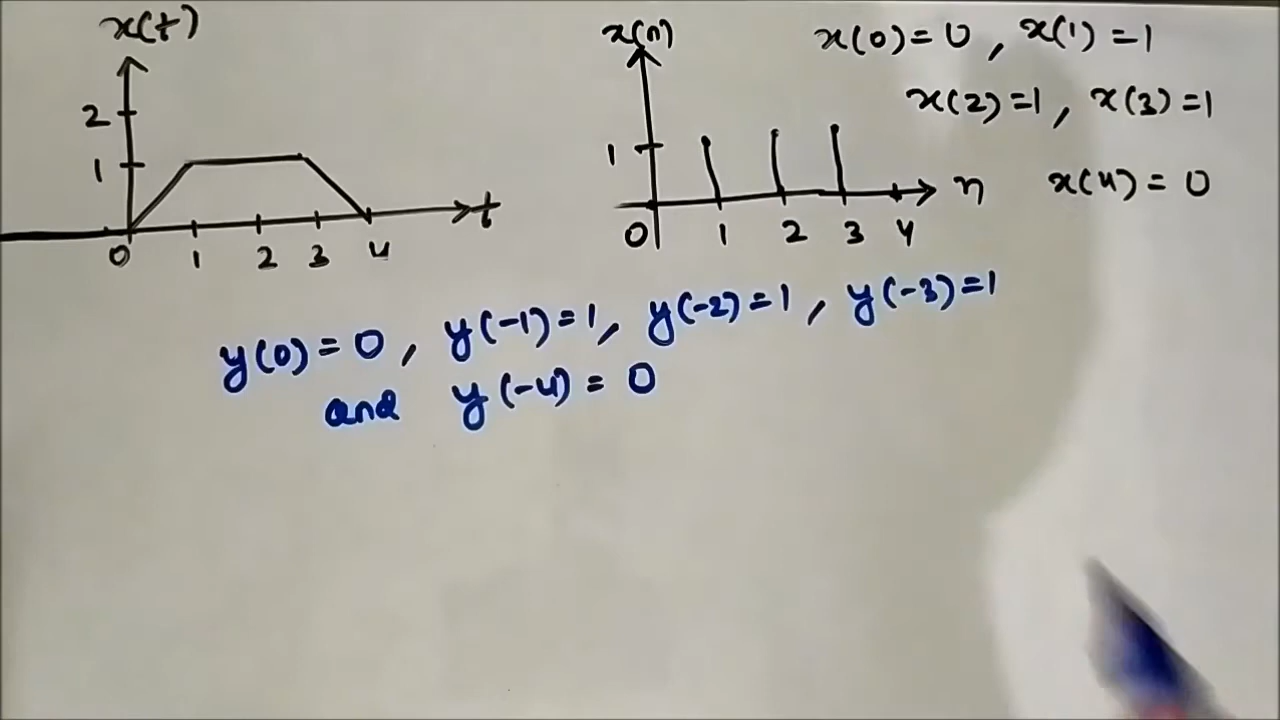 x(t)
2
1
0 1 2 3 4
t
x(n)
1
0 1 2 3 4
n
x(0)=0, x(1)=1
x(2)=1, x(3)=1
x(4)=0
y(0)=0, y(-1)=1, y(-2)=1, y(-3)=1
and y(-4)=0